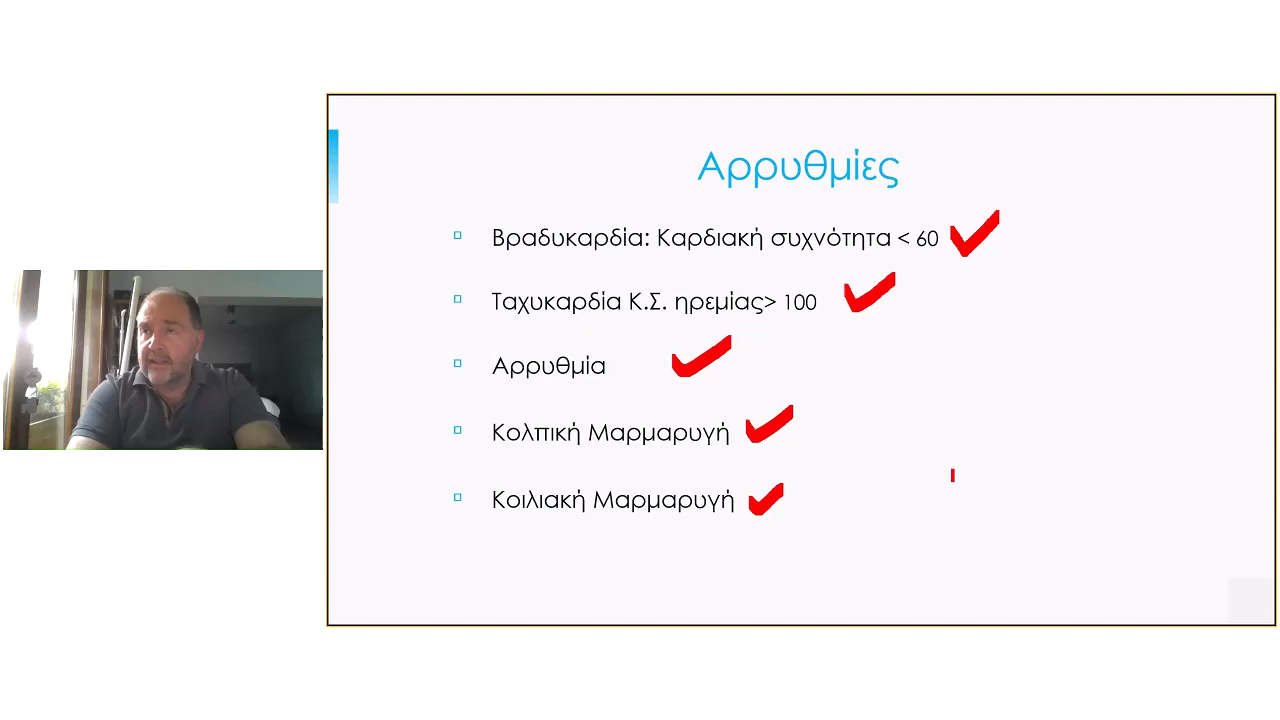 Αρρυθμίες
Βραδυκαρδία: Καρδιακή συχνότητα < 60
Ταχυκαρδία Κ.Σ. ηρεμίας> 100
Αρρυθμία
Κολπική Μαρμαρυγή
Κοιλιακή Μαρμαρυγή